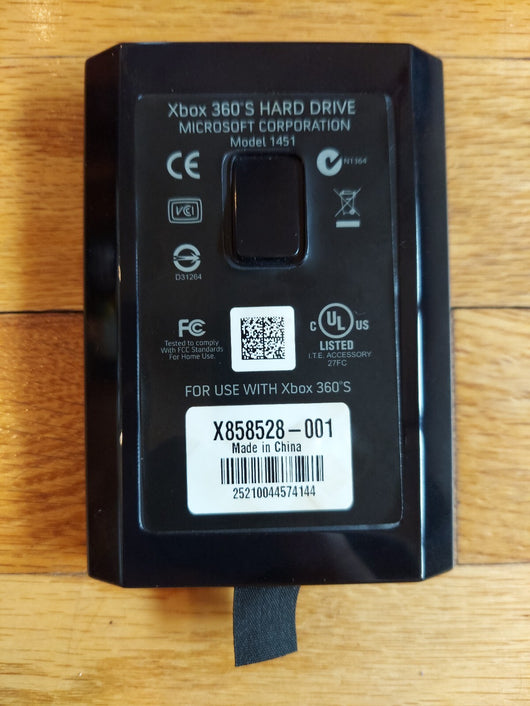 Xbox 360°S HARD DRIVE
MICROSOFT CORPORATION
Model 1451
CE
N1364
VCI
D31264
FC
Tested to comply
With FCC Standards
For Home Use.
C UL US
LISTED
I.T.E. ACCESSORY
27FC
FOR USE WITH Xbox 360°S
X858528-001
Made in China
25210044574144